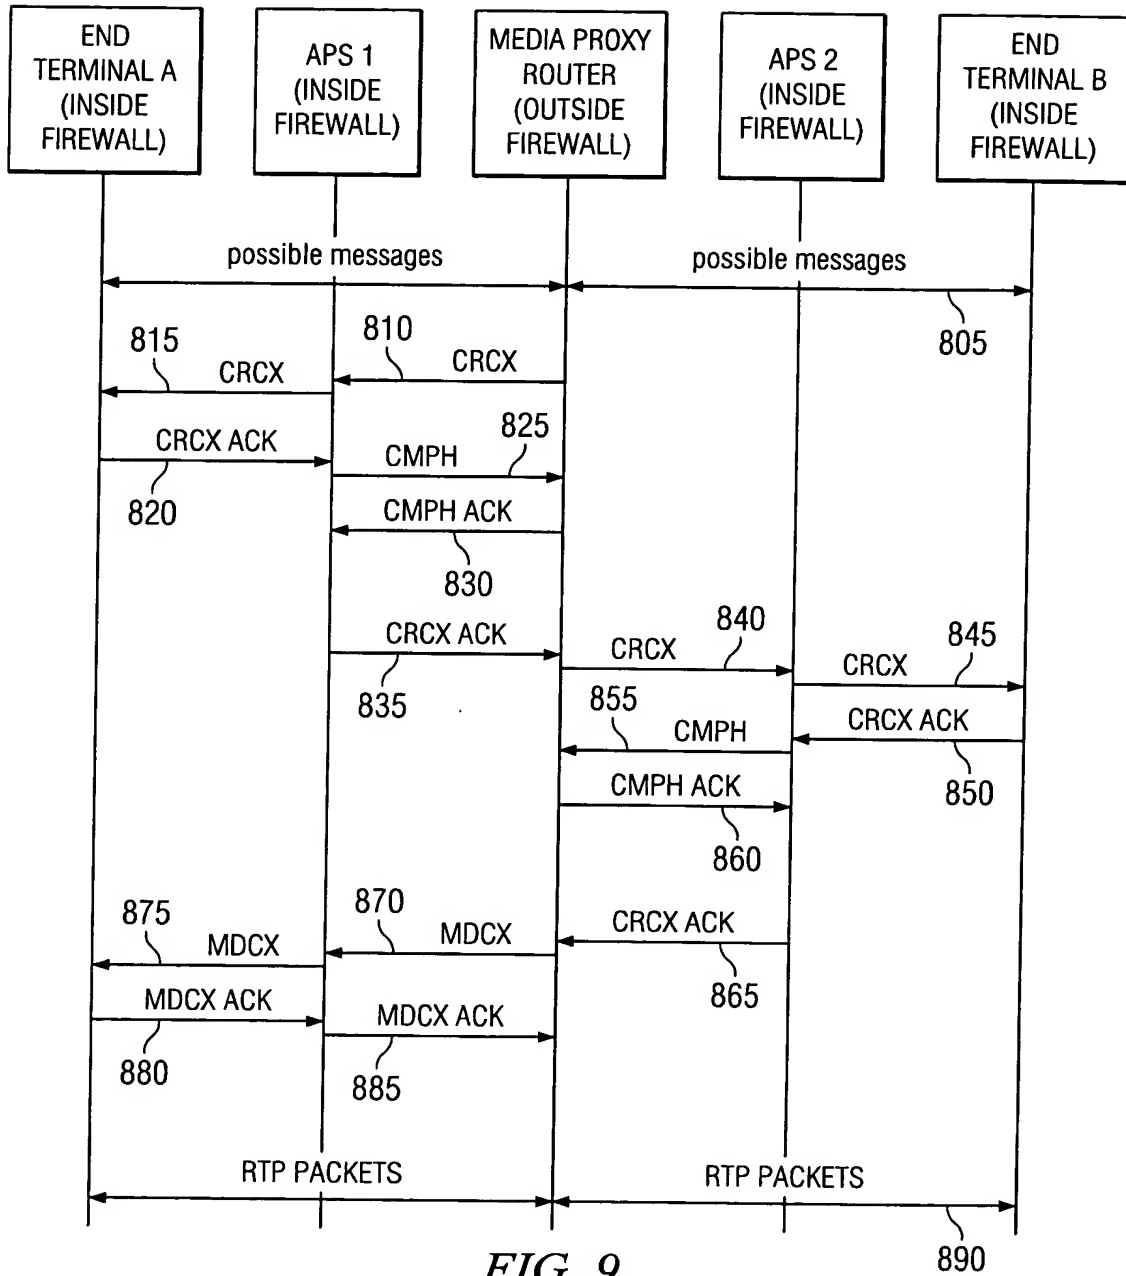 END
TERMINAL A
(INSIDE
FIREWALL)
APS 1
(INSIDE
FIREWALL)
MEDIA PROXY
ROUTER
(OUTSIDE
FIREWALL)
APS 2
(INSIDE
FIREWALL)
END
TERMINAL B
(INSIDE
FIREWALL)
possible messages
possible messages
805
815
810
CRCX
CRCX
CRCX ACK
825
CMPH
820
CMPH ACK
830
CRCX ACK
840
845
CRCX
CRCX
835
855
CMPH
CRCX ACK
850
CMPH ACK
860
875
870
CRCX ACK
MDCX
MDCX
865
MDCX ACK
MDCX ACK
880
885
RTP PACKETS
RTP PACKETS
890
FIG. 9